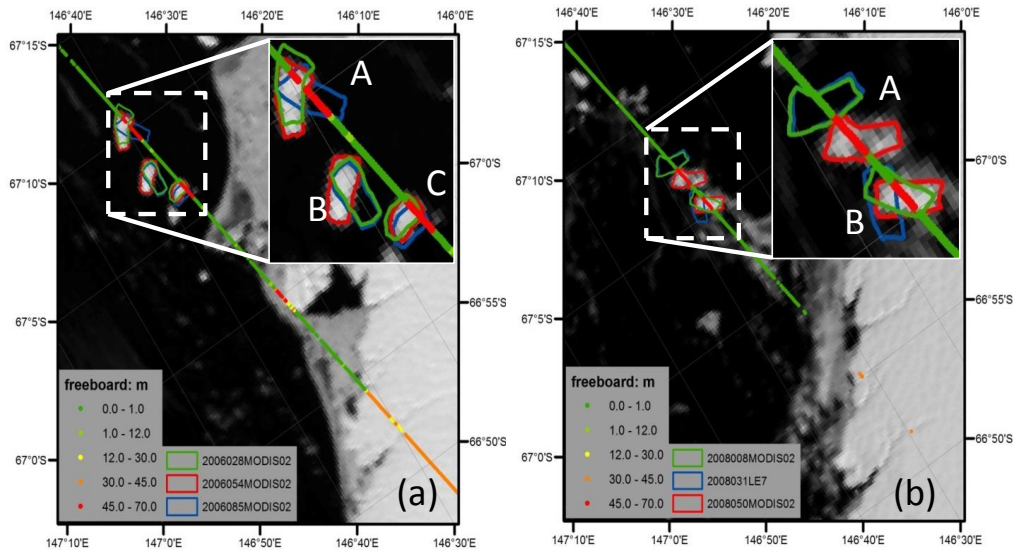 146°40'E 146°30'E 146°20'E 146°10'E
67°15'S
67°10'S
67°5'S
67°0'S
A
B
C
67°0'S
66°55'S
66°50'S
freeboard: m
0.0 - 1.0
1.0 - 12.0
12.0 - 30.0
30.0 - 45.0
45.0 - 70.0
2006028MODIS02
2006054MODIS02
2006085MODIS02
(a)
147°10'E 147°0'E 146°50'E 146°40'E 146°30'E
146°40'E 146°30'E 146°20'E 146°10'E
67°15'S
67°10'S
67°5'S
67°0'S
A
B
67°0'S
66°55'S
66°50'S
freeboard: m
0.0 - 1.0
1.0 - 12.0
12.0 - 30.0
30.0 - 45.0
45.0 - 70.0
2008008MODIS02
2008031LE7
2008050MODIS02
(b)
147°10'E 147°0'E 146°50'E 146°40'E 146°30'E